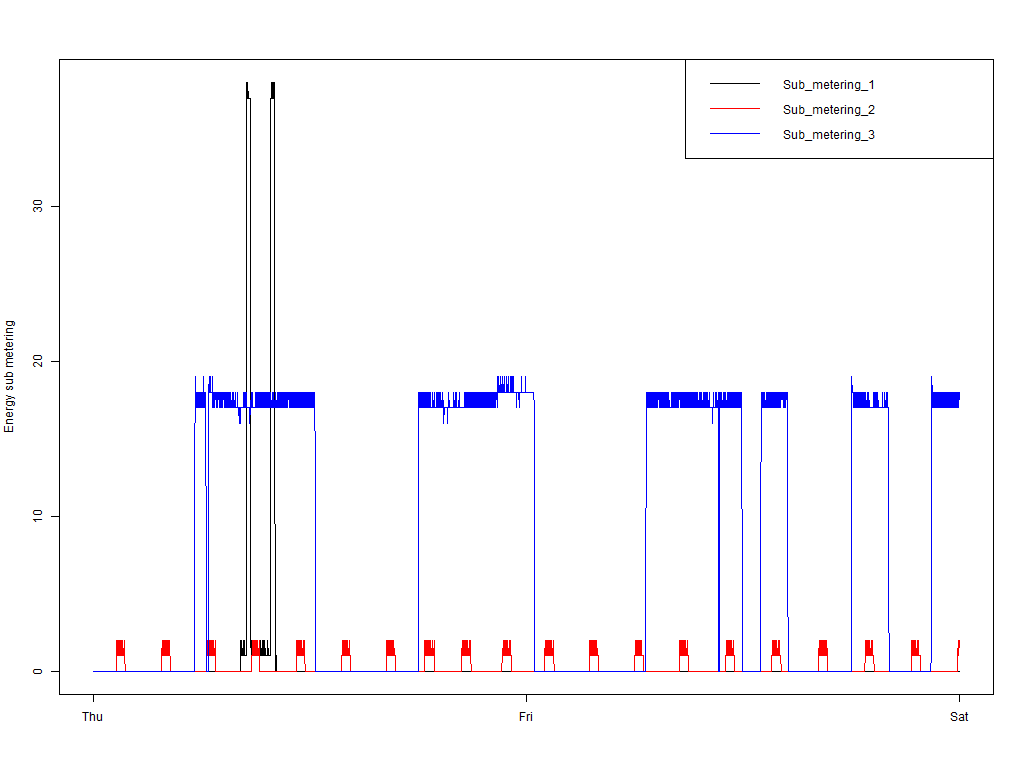 Sub_metering_1
Sub_metering_2
Sub_metering_3
Energy sub metering
30
20
10
0
Thu Fri Sat